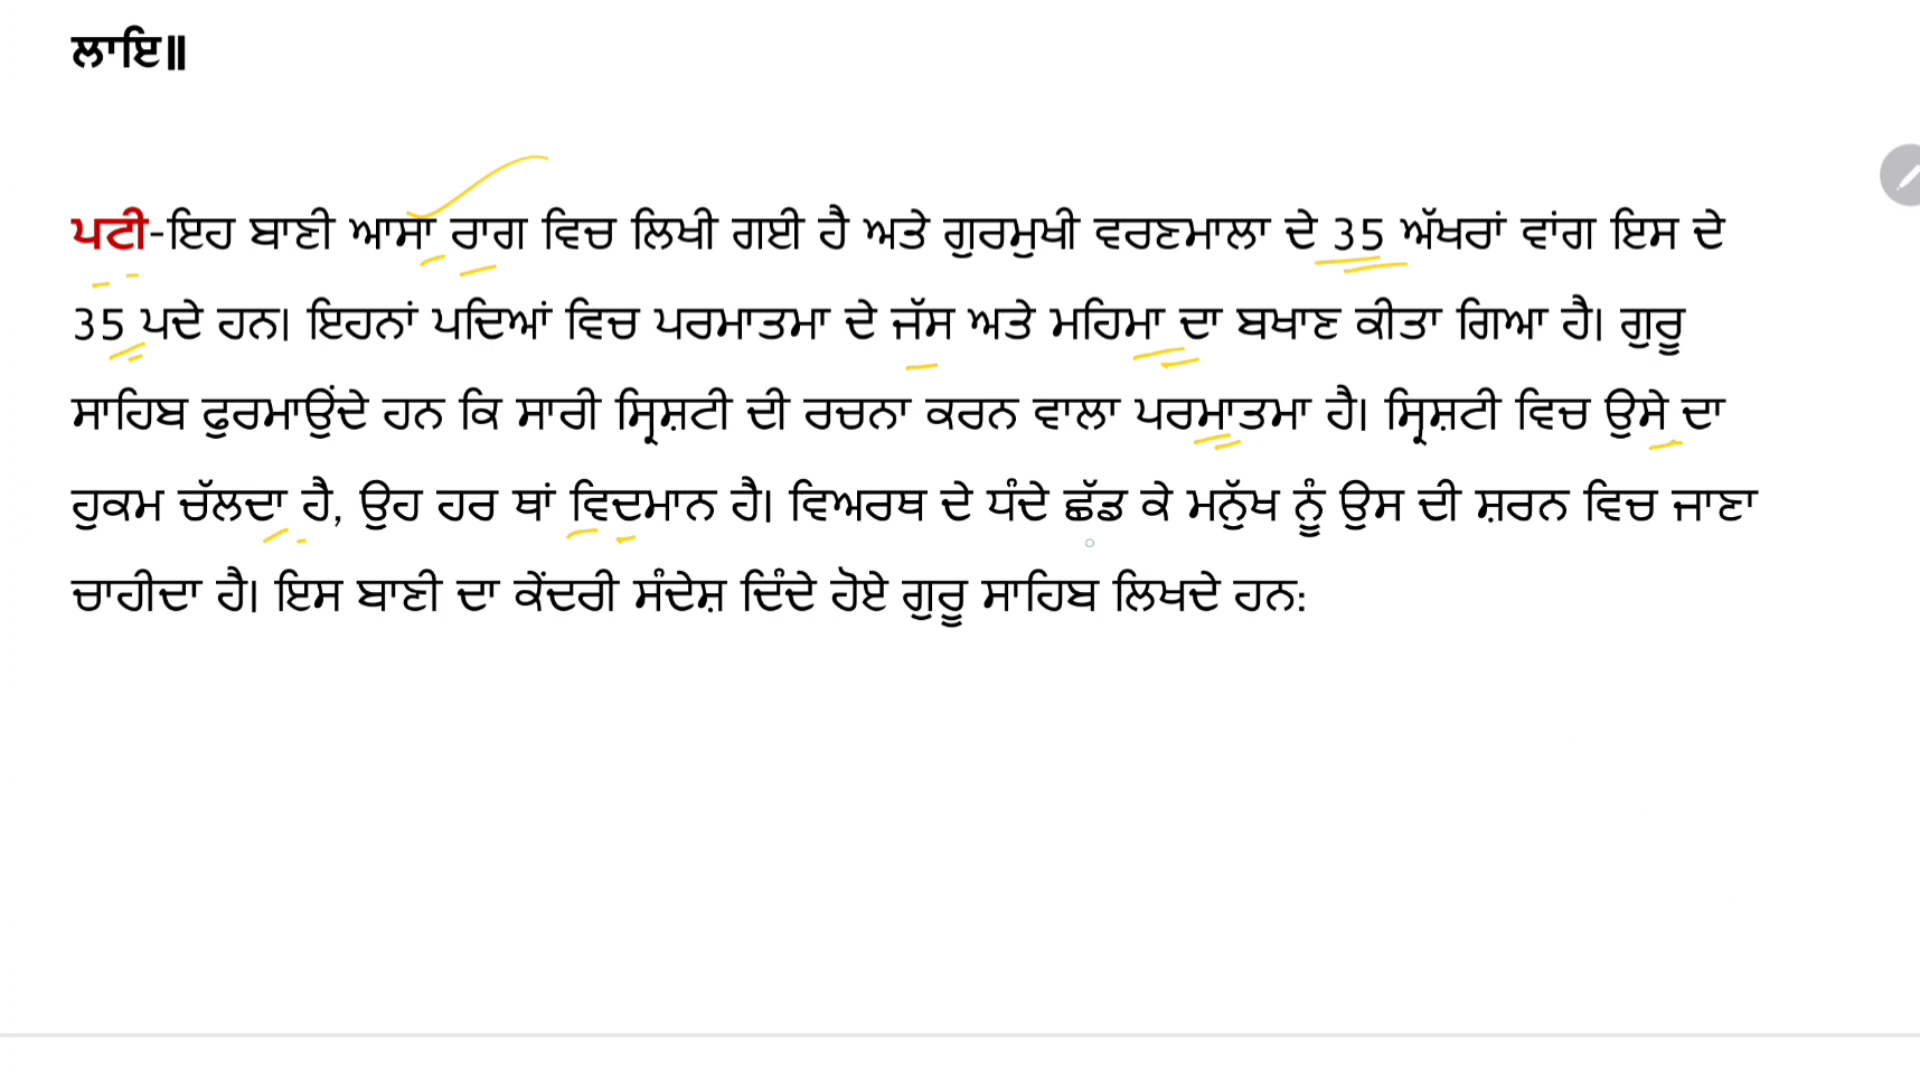 ਲਾਇ॥
ਪਟੀ-ਇਹ ਬਾਣੀ ਆਸਾ ਰਾਗ ਵਿਚ ਲਿਖੀ ਗਈ ਹੈ ਅਤੇ ਗੁਰਮੁਖੀ ਵਰਣਮਾਲਾ ਦੇ 35 ਅੱਖਰਾਂ ਵਾਂਗ ਇਸ ਦੇ
35 ਪਦੇ ਹਨ। ਇਹਨਾਂ ਪਦਿਆਂ ਵਿਚ ਪਰਮਾਤਮਾ ਦੇ ਜੱਸ ਅਤੇ ਮਹਿਮਾ ਦਾ ਬਖਾਣ ਕੀਤਾ ਗਿਆ ਹੈ। ਗੁਰੂ
ਸਾਹਿਬ ਫੁਰਮਾਉਂਦੇ ਹਨ ਕਿ ਸਾਰੀ ਸ੍ਰਿਸ਼ਟੀ ਦੀ ਰਚਨਾ ਕਰਨ ਵਾਲਾ ਪਰਮਾਤਮਾ ਹੈ। ਸ੍ਰਿਸ਼ਟੀ ਵਿਚ ਉਸੇ ਦਾ
ਹੁਕਮ ਚੱਲਦਾ ਹੈ, ਉਹ ਹਰ ਥਾਂ ਵਿਦਮਾਨ ਹੈ। ਵਿਅਰਥ ਦੇ ਧੰਦੇ ਛੱਡ ਕੇ ਮਨੁੱਖ ਨੂੰ ਉਸ ਦੀ ਸ਼ਰਨ ਵਿਚ ਜਾਣਾ
ਚਾਹੀਦਾ ਹੈ। ਇਸ ਬਾਣੀ ਦਾ ਕੇਂਦਰੀ ਸੰਦੇਸ਼ ਦਿੰਦੇ ਹੋਏ ਗੁਰੂ ਸਾਹਿਬ ਲਿਖਦੇ ਹਨ: